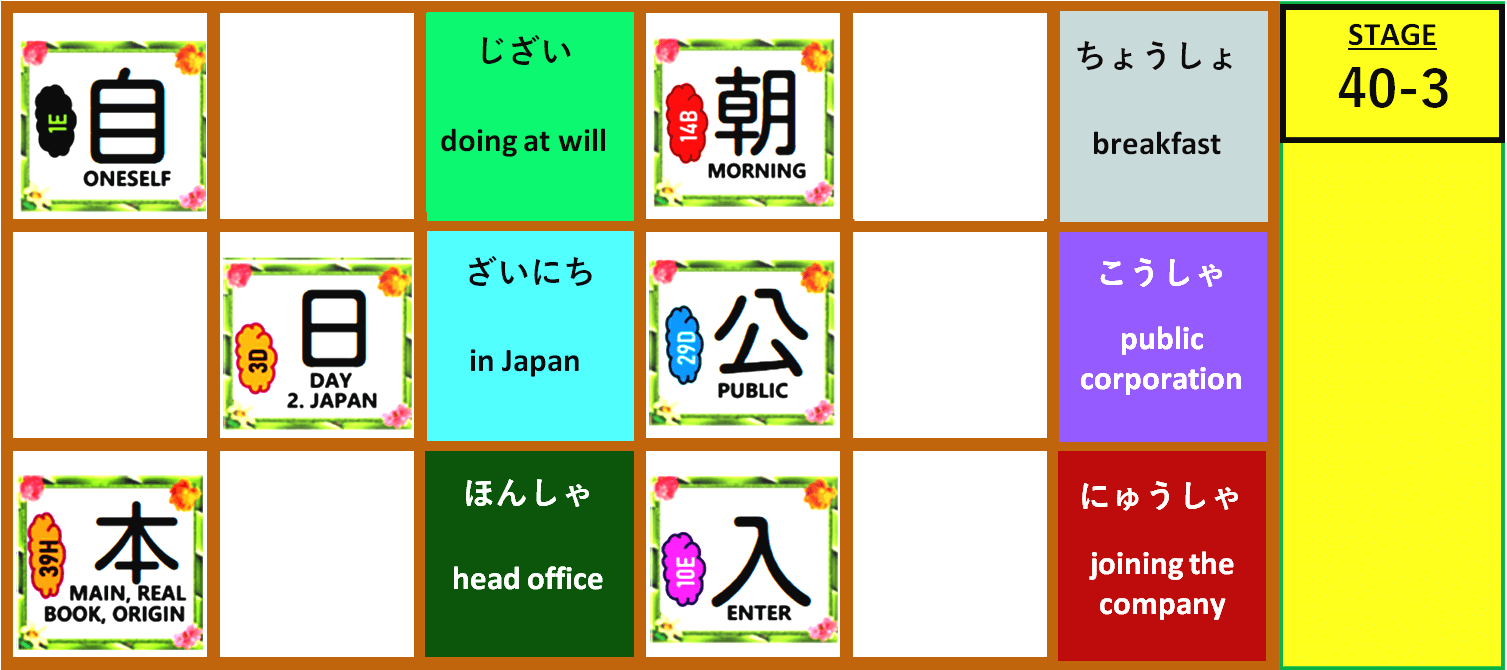 1E
自
ONESELF
じざい
doing at will
14B
朝
MORNING
ちょうしょ
breakfast
STAGE
40-3
3D
日
DAY
2. JAPAN
ざいにち
in Japan
29D
公
PUBLIC
こうしゃ
public
corporation
39H
本
MAIN, REAL
BOOK, ORIGIN
ほんしゃ
head office
10E
入
ENTER
にゅうしゃ
joining the
company